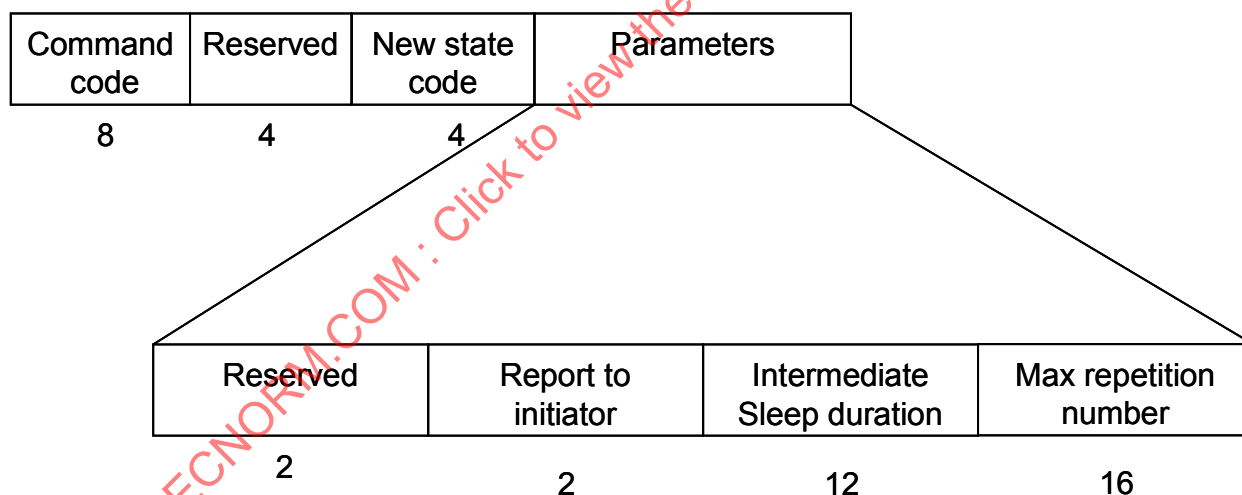 Command code
Reserved
New state code
Parameters
8
4
4
Reserved
Report to initiator
Intermediate Sleep duration
Max repetition number
2
2
12
16
ECNORM.COM : Click to view the